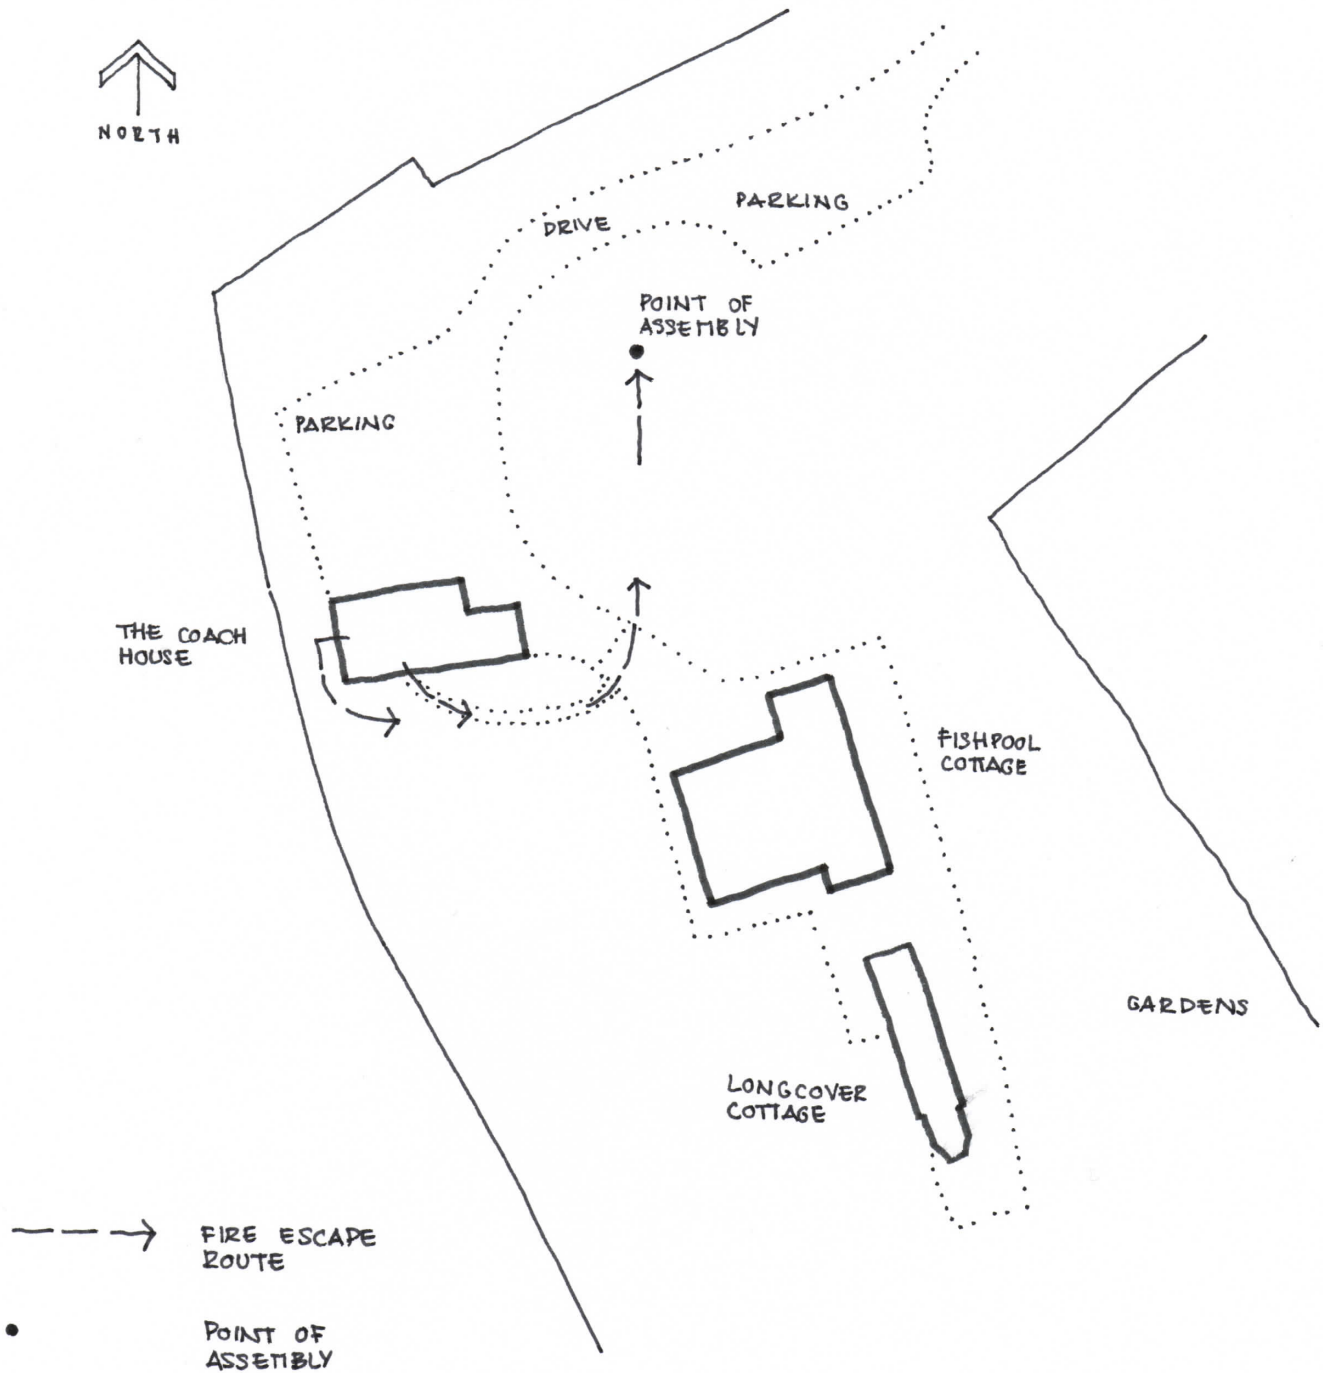 NORTH
DRIVE
PARKING
POINT OF
ASSEMBLY
PARKING
THE COACH
HOUSE
FISHPOOL
COTTAGE
GARDENS
LONGCOVER
COTTAGE
FIRE ESCAPE
ROUTE
POINT OF
ASSEMBLY